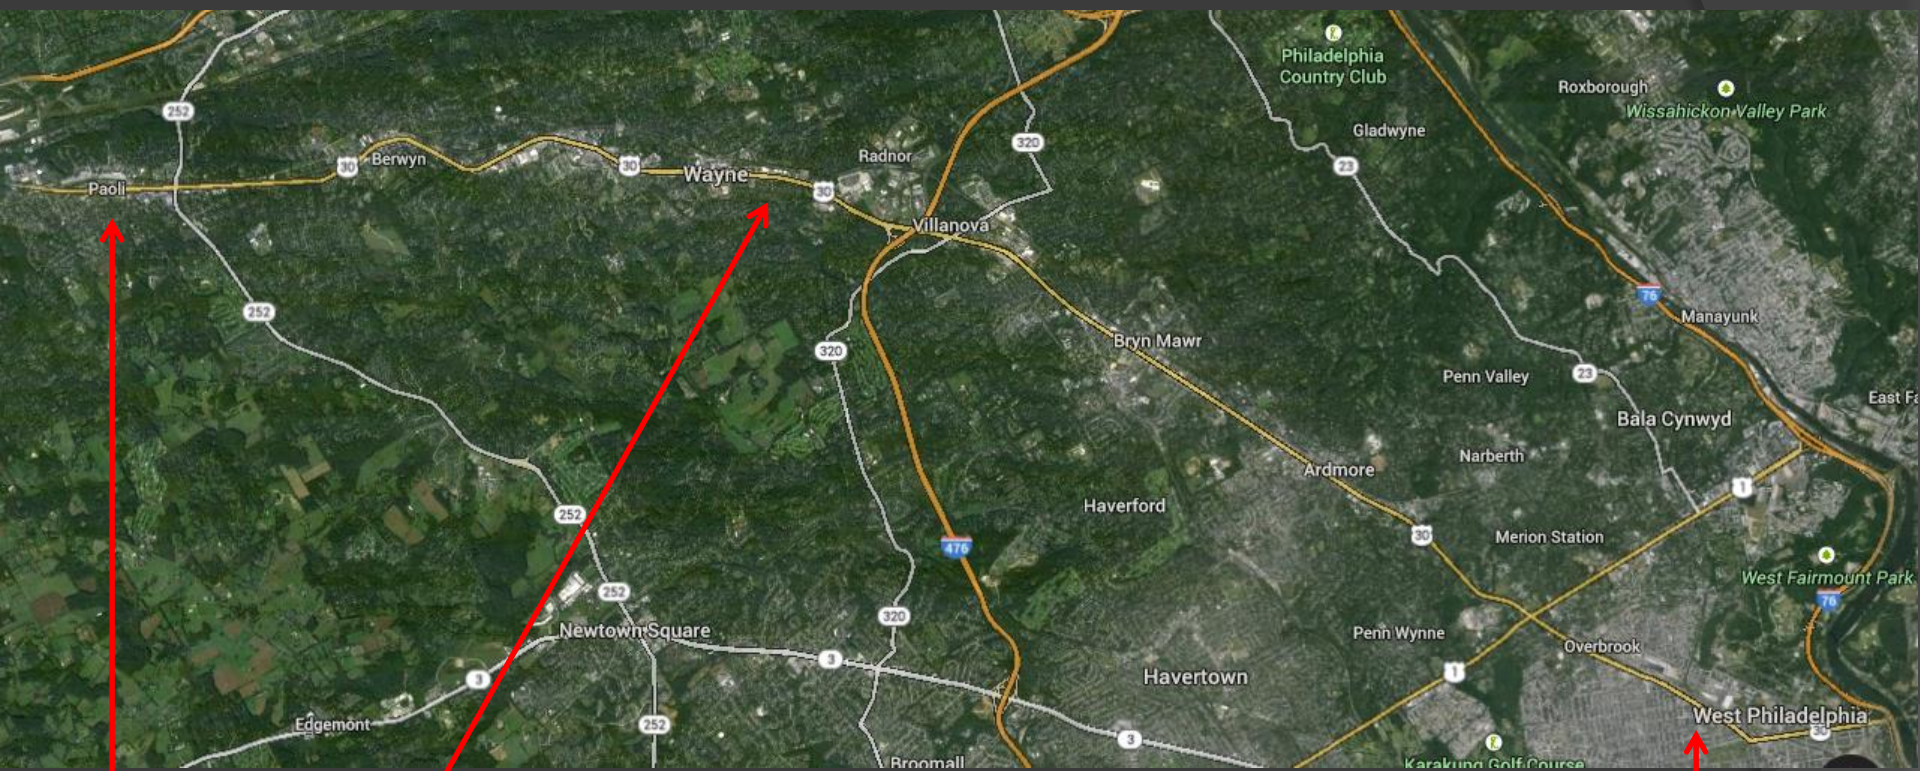 Philadelphia
Country Club
Roxborough
Wissahickon Valley Park
252
Gladwyne
320
Radnor
Berwyn
30
30
23
Wayne
Paoli
30
Villanova
76
252
Manayunk
Bryn Mawr
320
Penn Valley
23
East Fa
Bala Cynwyd
Narberth
Ardmore
1
Haverford
252
30
Merion Station
476
West Fairmount Park
252
76
320
Newtown Square
Penn Wynne
Overbrook
3
1
Havertown
3
West Philadelphia
Edgemont
252
30
3
Broomall
Karakung Golf Course